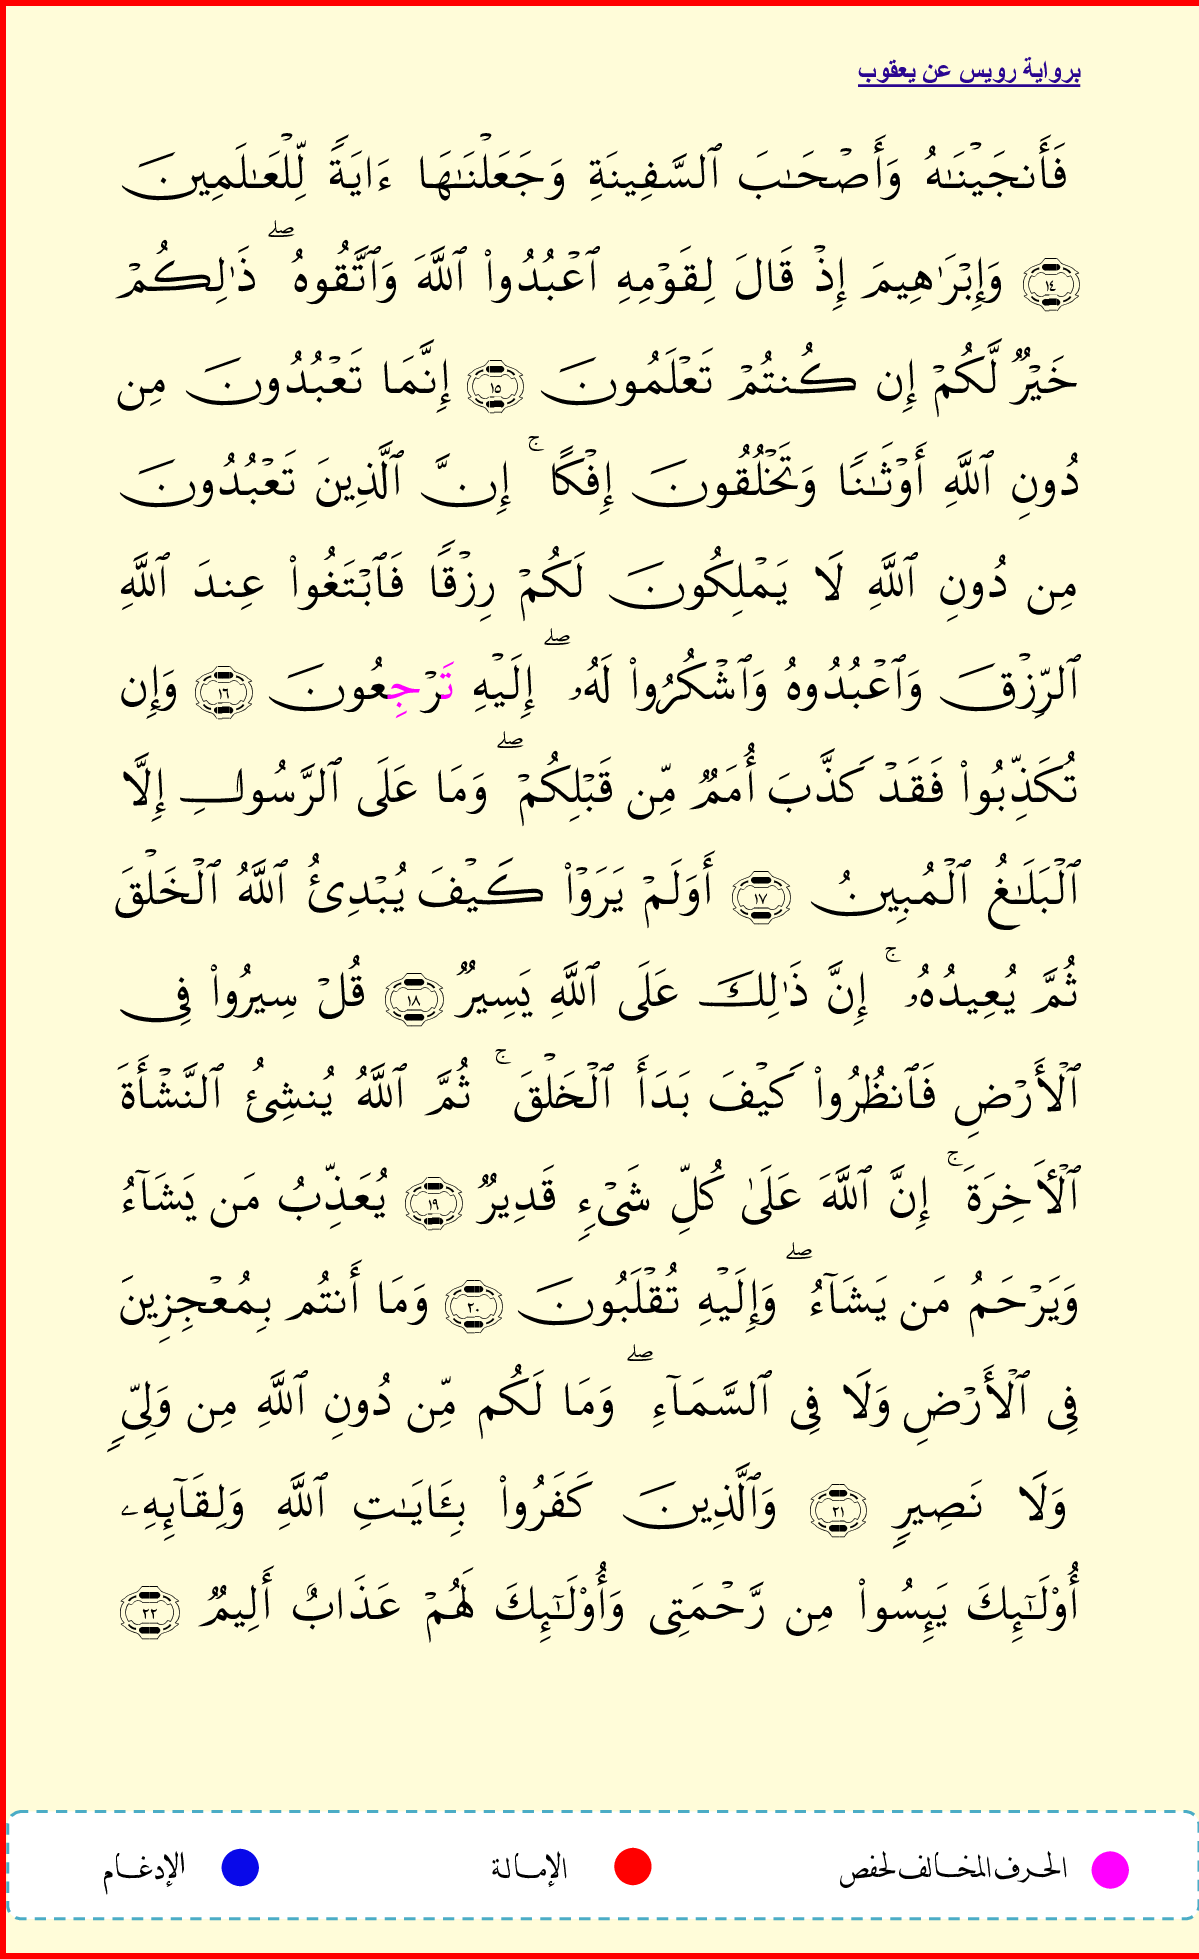 برواية رويس عن يعقوب
فَأَنجَيْنَـٰهُ وَأَصْحَـٰبَ ٱلسَّفِينَةِ وَجَعَلْنَـٰهَا ءَايَةً لِّلْعَـٰلَمِينَ
١٤ وَإِبْرَٰهِيمَ إِذْ قَالَ لِقَوْمِهِ ٱعْبُدُوا۟ ٱللَّهَ وَٱتَّقُوهُ ۖ ذَٰلِكُمْ
خَيْرٌ لَّكُمْ إِن كُنتُمْ تَعْلَمُونَ ١٥ إِنَّمَا تَعْبُدُونَ مِن
دُونِ ٱللَّهِ أَوْثَـٰنًا وَتَخْلُقُونَ إِفْكًا ۚ إِنَّ ٱلَّذِينَ تَعْبُدُونَ
مِن دُونِ ٱللَّهِ لَا يَمْلِكُونَ لَكُمْ رِزْقًا فَٱبْتَغُوا۟ عِندَ ٱللَّهِ
ٱلرِّزْقَ وَٱعْبُدُوهُ وَٱشْكُرُوا۟ لَهُۥ ۖ إِلَيْهِ تَرْجِعُونَ ١٦ وَإِن
تُكَذِّبُوا۟ فَقَدْ كَذَّبَ أُمَمٌ مِّن قَبْلِكُمْ ۖ وَمَا عَلَى ٱلرَّسُولِ إِلَّا
ٱلْبَلَـٰغُ ٱلْمُبِينُ ١٧ أَوَلَمْ يَرَوْا۟ كَيْفَ يُبْدِئُ ٱللَّهُ ٱلْخَلْقَ
ثُمَّ يُعِيدُهُۥ ۚ إِنَّ ذَٰلِكَ عَلَى ٱللَّهِ يَسِيرٌ ١٨ قُلْ سِيرُوا۟ فِى
ٱلْأَرْضِ فَٱنظُرُوا۟ كَيْفَ بَدَأَ ٱلْخَلْقَ ۚ ثُمَّ ٱللَّهُ يُنشِئُ ٱلنَّشْأَةَ
ٱلْـَٔاخِرَةَ ۚ إِنَّ ٱللَّهَ عَلَىٰ كُلِّ شَىْءٍ قَدِيرٌ ١٩ يُعَذِّبُ مَن يَشَآءُ
وَيَرْحَمُ مَن يَشَآءُ ۖ وَإِلَيْهِ تُقْلَبُونَ ٢٠ وَمَا أَنتُم بِمُعْجِزِينَ
فِى ٱلْأَرْضِ وَلَا فِى ٱلسَّمَآءِ ۖ وَمَا لَكُم مِّن دُونِ ٱللَّهِ مِن وَلِىٍّ
وَلَا نَصِيرٍ ٢١ وَٱلَّذِينَ كَفَرُوا۟ بِـَٔايَـٰتِ ٱللَّهِ وَلِقَآئِهِۦ
أُو۟لَـٰٓئِكَ يَئِسُوا۟ مِن رَّحْمَتِى وَأُو۟لَـٰٓئِكَ لَهُمْ عَذَابٌ أَلِيمٌ ٢٢
الحرف المخالف لحفص الإمالة الإدغام